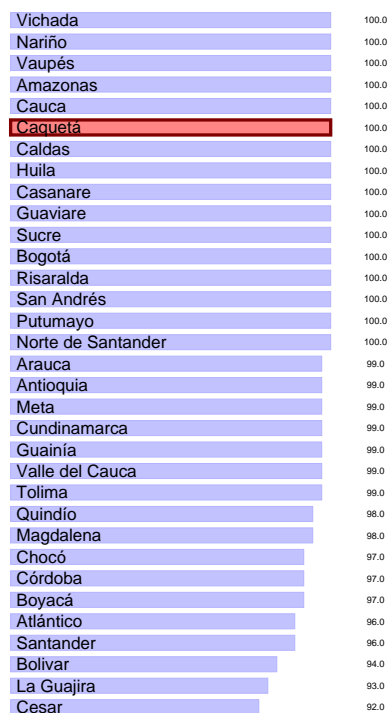 Vichada 100.0
Nariño 100.0
Vaupés 100.0
Amazonas 100.0
Cauca 100.0
Caquetá 100.0
Caldas 100.0
Huila 100.0
Casanare 100.0
Guaviare 100.0
Sucre 100.0
Bogotá 100.0
Risaralda 100.0
San Andrés 100.0
Putumayo 100.0
Norte de Santander 100.0
Arauca 99.0
Antioquia 99.0
Meta 99.0
Cundinamarca 99.0
Guainía 99.0
Valle del Cauca 99.0
Tolima 99.0
Quindío 98.0
Magdalena 98.0
Chocó 97.0
Córdoba 97.0
Boyacá 97.0
Atlántico 96.0
Santander 96.0
Bolivar 94.0
La Guajira 93.0
Cesar 92.0